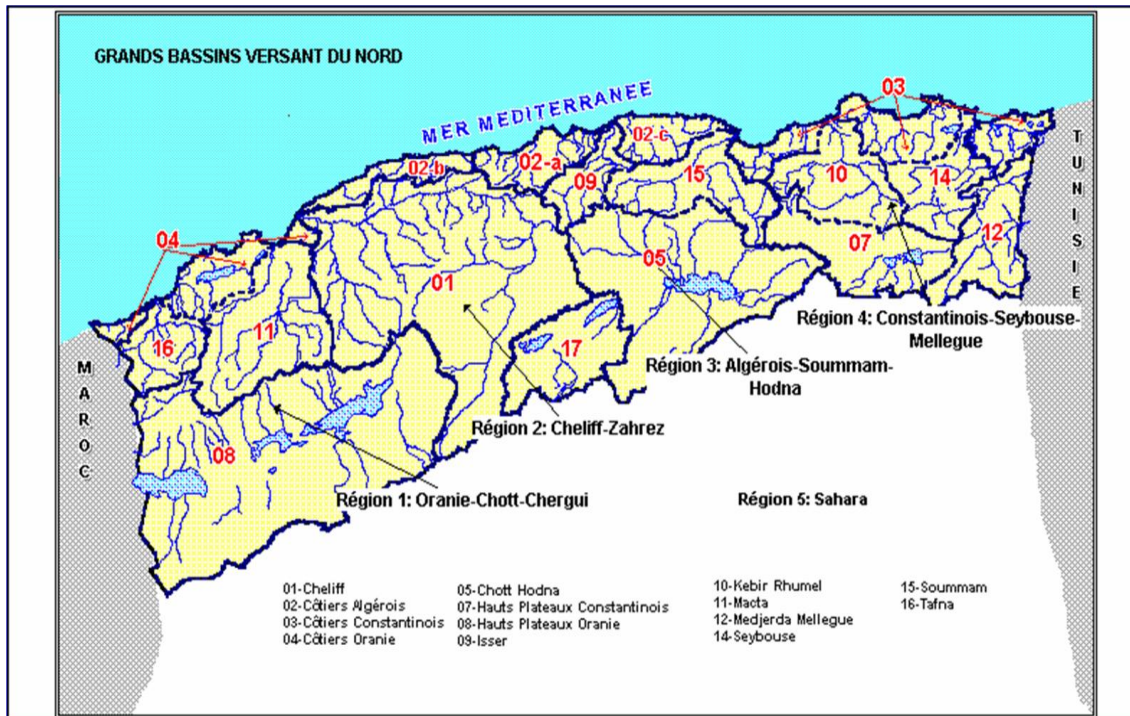 GRANDS BASSINS VERSANT DU NORD
MER MEDITERRANEE
03
02-c
02-b
02-a
09
15
10
14
TUNISIE
04
05
07
12
01
16
11
17
Région 4: Constantinois-Seybouse-
Mellegue
Région 3: Algérois-Soummam-
Hodna
MAROC
08
Région 2: Cheliff-Zahrez
Région 1: Oranie-Chott-Chergui
Région 5: Sahara
01-Cheliff
02-Côtiers Algérois
03-Côtiers Constantinois
04-Côtiers Oranie
05-Chott Hodna
07-Hauts Plateaux Constantinois
08-Hauts Plateaux Oranie
09-Isser
10-Kebir Rhumel
11-Macta
12-Medjerda Mellegue
14-Seybouse
15-Soummam
16-Tafna